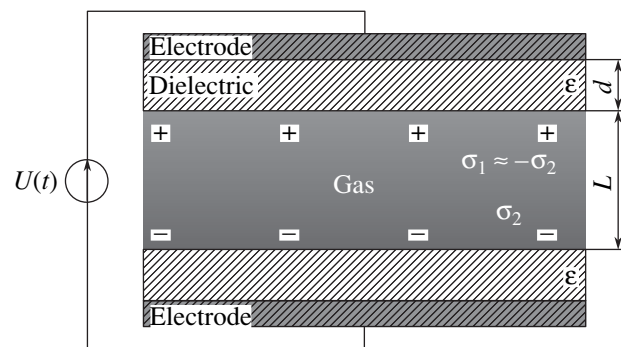 Electrode
Dielectric
ε
d
+ + + +
σ₁ ≈ −σ₂
U(t)
Gas
L
σ₂
− − − −
ε
Electrode